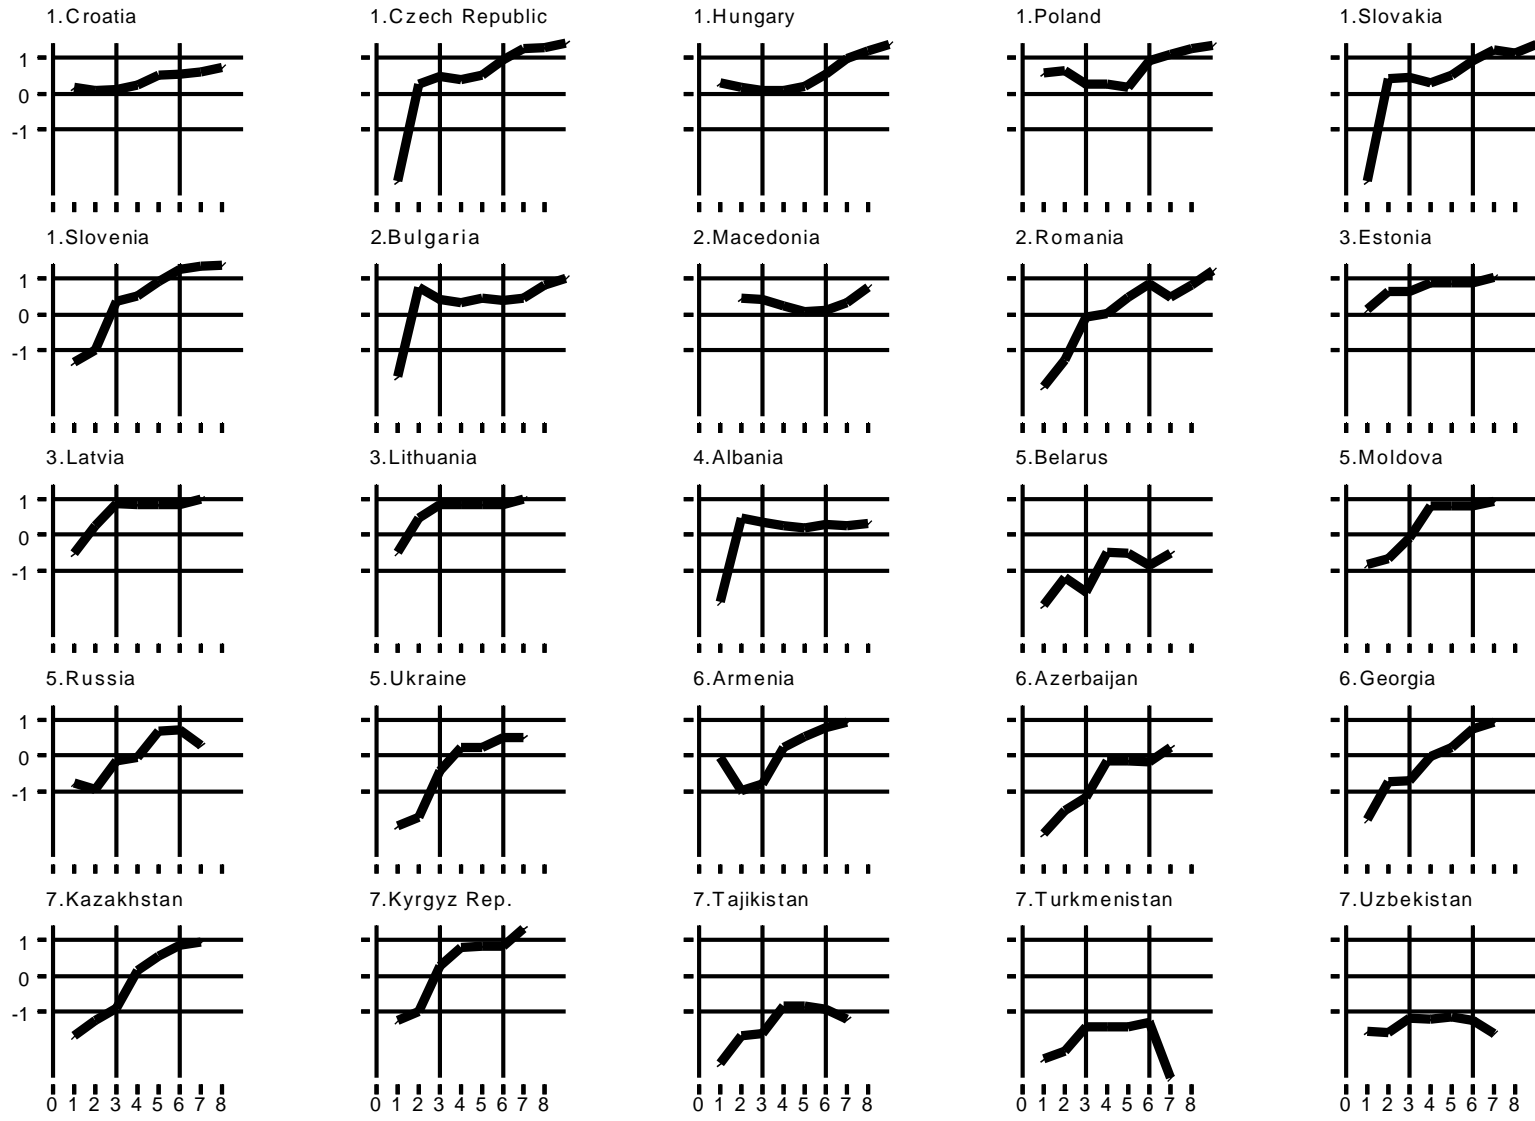 1.Croatia 1.Czech Republic 1.Hungary 1.Poland 1.Slovakia
1
0
-1
1.Slovenia 2.Bulgaria 2.Macedonia 2.Romania 3.Estonia
1
0
-1
3.Latvia 3.Lithuania 4.Albania 5.Belarus 5.Moldova
1
0
-1
5.Russia 5.Ukraine 6.Armenia 6.Azerbaijan 6.Georgia
1
0
-1
7.Kazakhstan 7.Kyrgyz Rep. 7.Tajikistan 7.Turkmenistan 7.Uzbekistan
1
0
-1
0 1 2 3 4 5 6 7 8 0 1 2 3 4 5 6 7 8 0 1 2 3 4 5 6 7 8 0 1 2 3 4 5 6 7 8 0 1 2 3 4 5 6 7 8